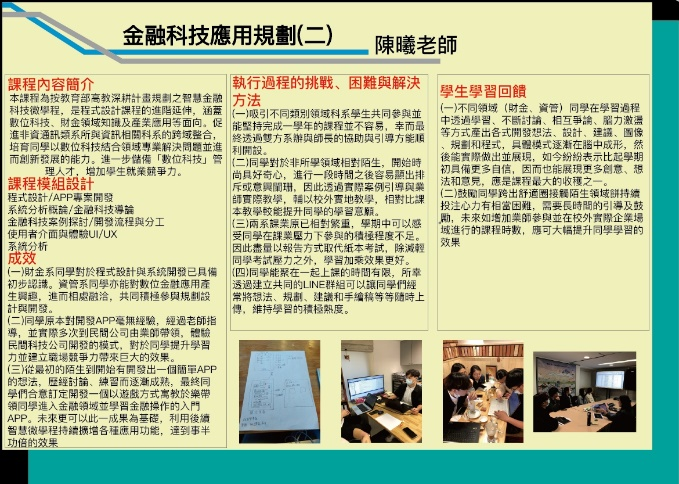 金融科技應用規劃(二)
陳曦老師
課程內容簡介
本課程為按教育部高教深耕計畫規劃之智慧金融
科技微學程，是程式設計課程的進階延伸，涵蓋
數位科技、財金領域知識及產業應用等面向。促
進非資通訊類系所與資訊相關科系的跨域整合，
培育同學以數位科技結合領域專業解決問題並進
而創新發展的能力。進一步儲備「數位科技」管
理人才，增加學生就業競爭力。
課程模組設計
程式設計/APP專案開發
系統分析概論/金融科技導論
金融科技案例探討/開發流程與分工
使用者介面與體驗UI/UX
系統分析
成效
(一)財金系同學對於程式設計與系統開發已具備
初步認識。資管系同學亦能對數位金融應用產
生興趣，進而相處融洽，共同積極參與規劃設
計與開發。
(二)同學原本對開發APP毫無經驗，經過老師指
導，並實際多次到民間公司由業師帶領，體驗
民間科技公司開發的模式，對於同學提升學習
力並建立職場競爭力帶來巨大的效果。
(三)從最初的陌生到開始有開發出一個簡單APP
的想法，歷經討論、練習而逐漸成熟，最終同
學們合意訂定開發一個以遊戲方式寓教於樂帶
領同學進入金融領域並學習金融操作的入門
APP。未來更可以此一成果為基礎，利用後續
智慧微學程持續擴增各種應用功能，達到事半
功倍的效果
執行過程的挑戰、困難與解決
方法
(一)吸引不同類別領域科系學生共同參與並
能堅持完成一學年的課程並不容易，幸而最
終透過雙方系辦與師長的協助與引導方能順
利開設。
(二)同學對於非所學領域相對陌生，開始時
尚具好奇心，進行一段時間之後容易顯出排
斥或意興闌珊，因此透過實際案例引導與業
師實際教學，輔以校外實地教學，相對比課
本教學較能提升同學的學習意願。
(三)兩系課業原已相對繁重，學期中可以感
受同學在課業壓力下參與的積極程度不足。
因此盡量以報告方式取代紙本考試，除減輕
同學考試壓力之外，學習加乘效果更好。
(四)同學能聚在一起上課的時間有限，所幸
透過建立共同的LINE群組可以讓同學們經
常將想法、規劃、建議和手繪稿等等隨時上
傳，維持學習的積極熱度。
學生學習回饋
(一)不同領域（財金、資管）同學在學習過程
中透過學習、不斷討論、相互爭論、腦力激盪
等方式產出各式開發想法、設計、建議、圖像
、規劃和程式，具體模式逐漸在腦中成形，然
後能實際做出並展現，如今紛紛表示比起學期
初具備更多自信，因而也能展現更多創意、想
法和意見，應是課程最大的收穫之一。
(二)鼓勵同學跨出舒適圈接觸陌生領域併持續
投注心力有相當困難，需要長時間的引導及鼓
勵，未來如增加業師參與並在校外實際企業場
域進行的課程時數，應可大幅提升同學學習的
效果